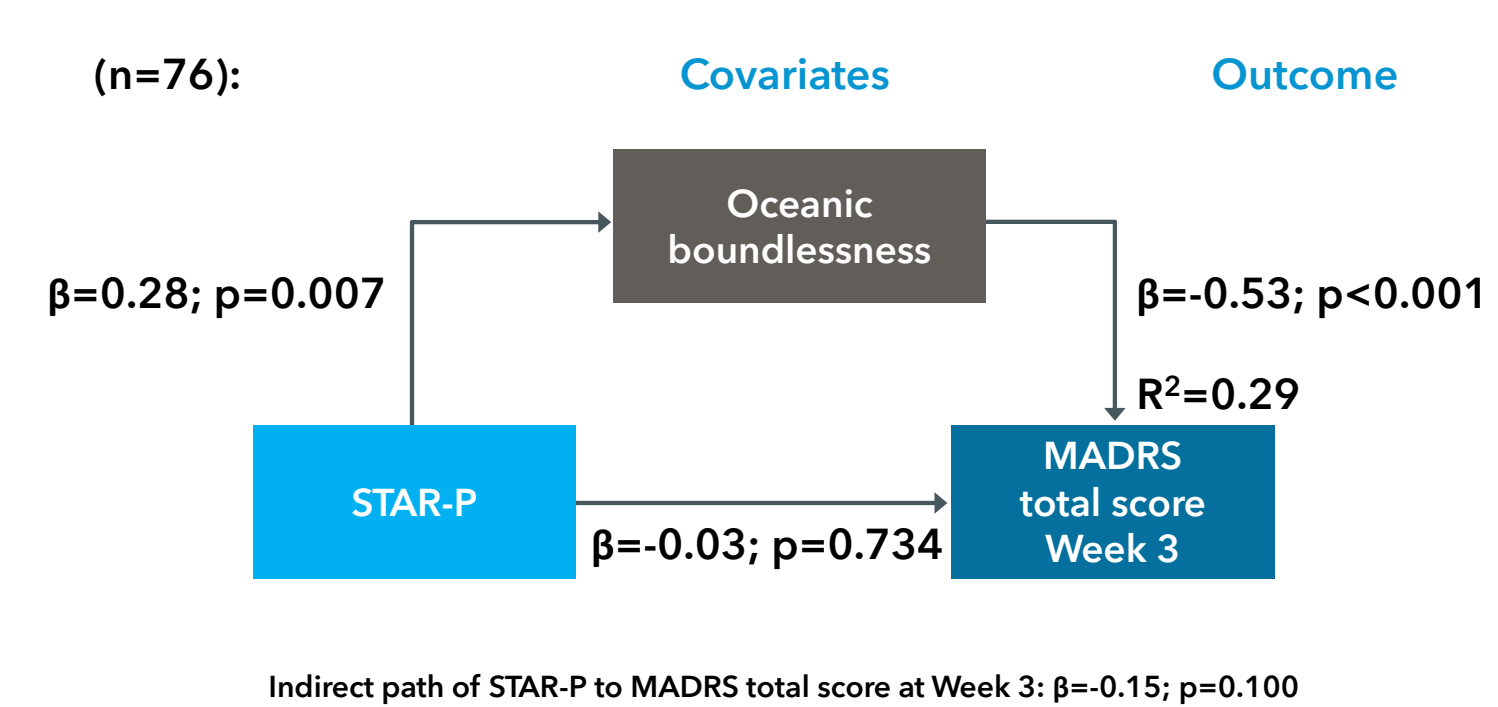 (n=76):
Covariates
Outcome
Oceanic
boundlessness
β=0.28; p=0.007
β=-0.53; p<0.001
R²=0.29
STAR-P
MADRS
total score
Week 3
β=-0.03; p=0.734
Indirect path of STAR-P to MADRS total score at Week 3: β=-0.15; p=0.100